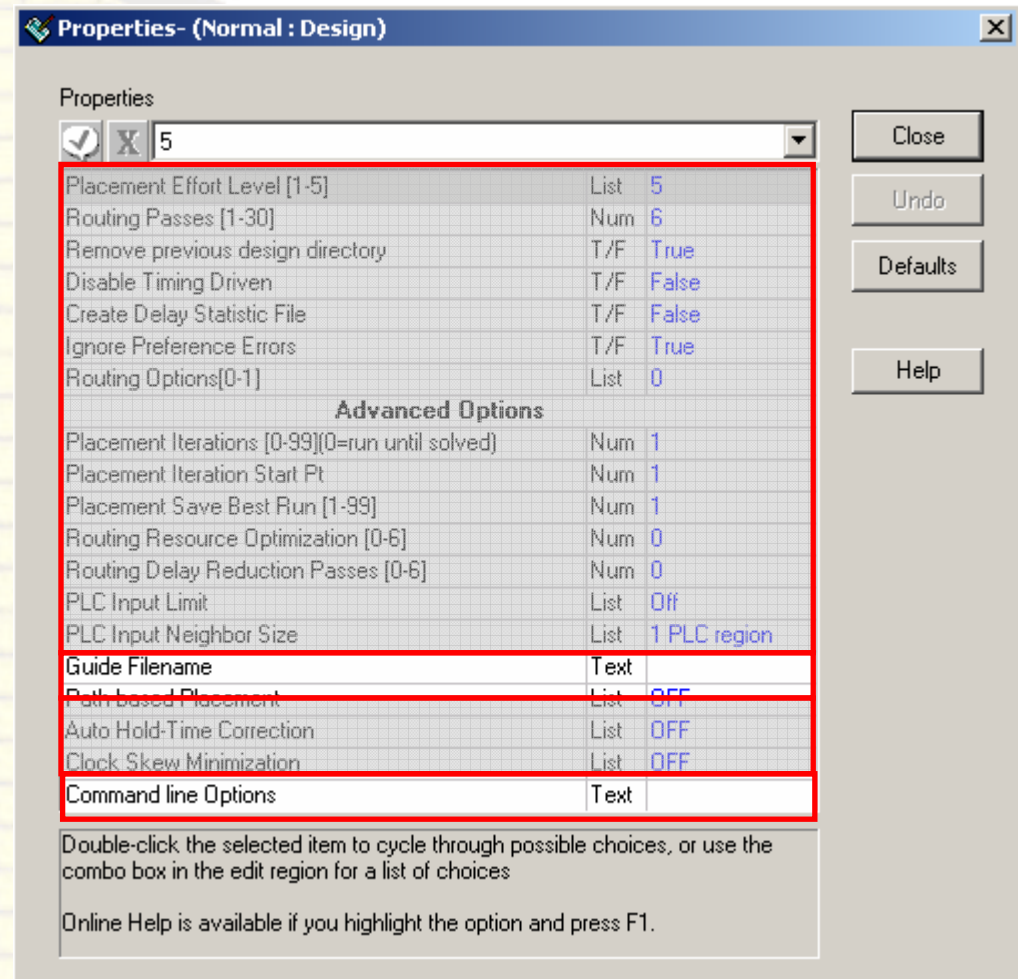 Properties- (Normal : Design)
Properties
5
Close
Undo
Defaults
Help
Placement Effort Level [1-5] List 5
Routing Passes [1-30] Num 6
Remove previous design directory T/F True
Disable Timing Driven T/F False
Create Delay Statistic File T/F False
Ignore Preference Errors T/F True
Routing Options[0-1] List 0
Advanced Options
Placement Iterations [0-99](0=run until solved) Num 1
Placement Iteration Start Pt Num 1
Placement Save Best Run [1-99] Num 1
Routing Resource Optimization [0-6] Num 0
Routing Delay Reduction Passes [0-6] Num 0
PLC Input Limit List Off
PLC Input Neighbor Size List 1 PLC region
Guide Filename Text
Path based Placement List OFF
Auto Hold-Time Correction List OFF
Clock Skew Minimization List OFF
Command line Options Text
Double-click the selected item to cycle through possible choices, or use the
combo box in the edit region for a list of choices
Online Help is available if you highlight the option and press F1.